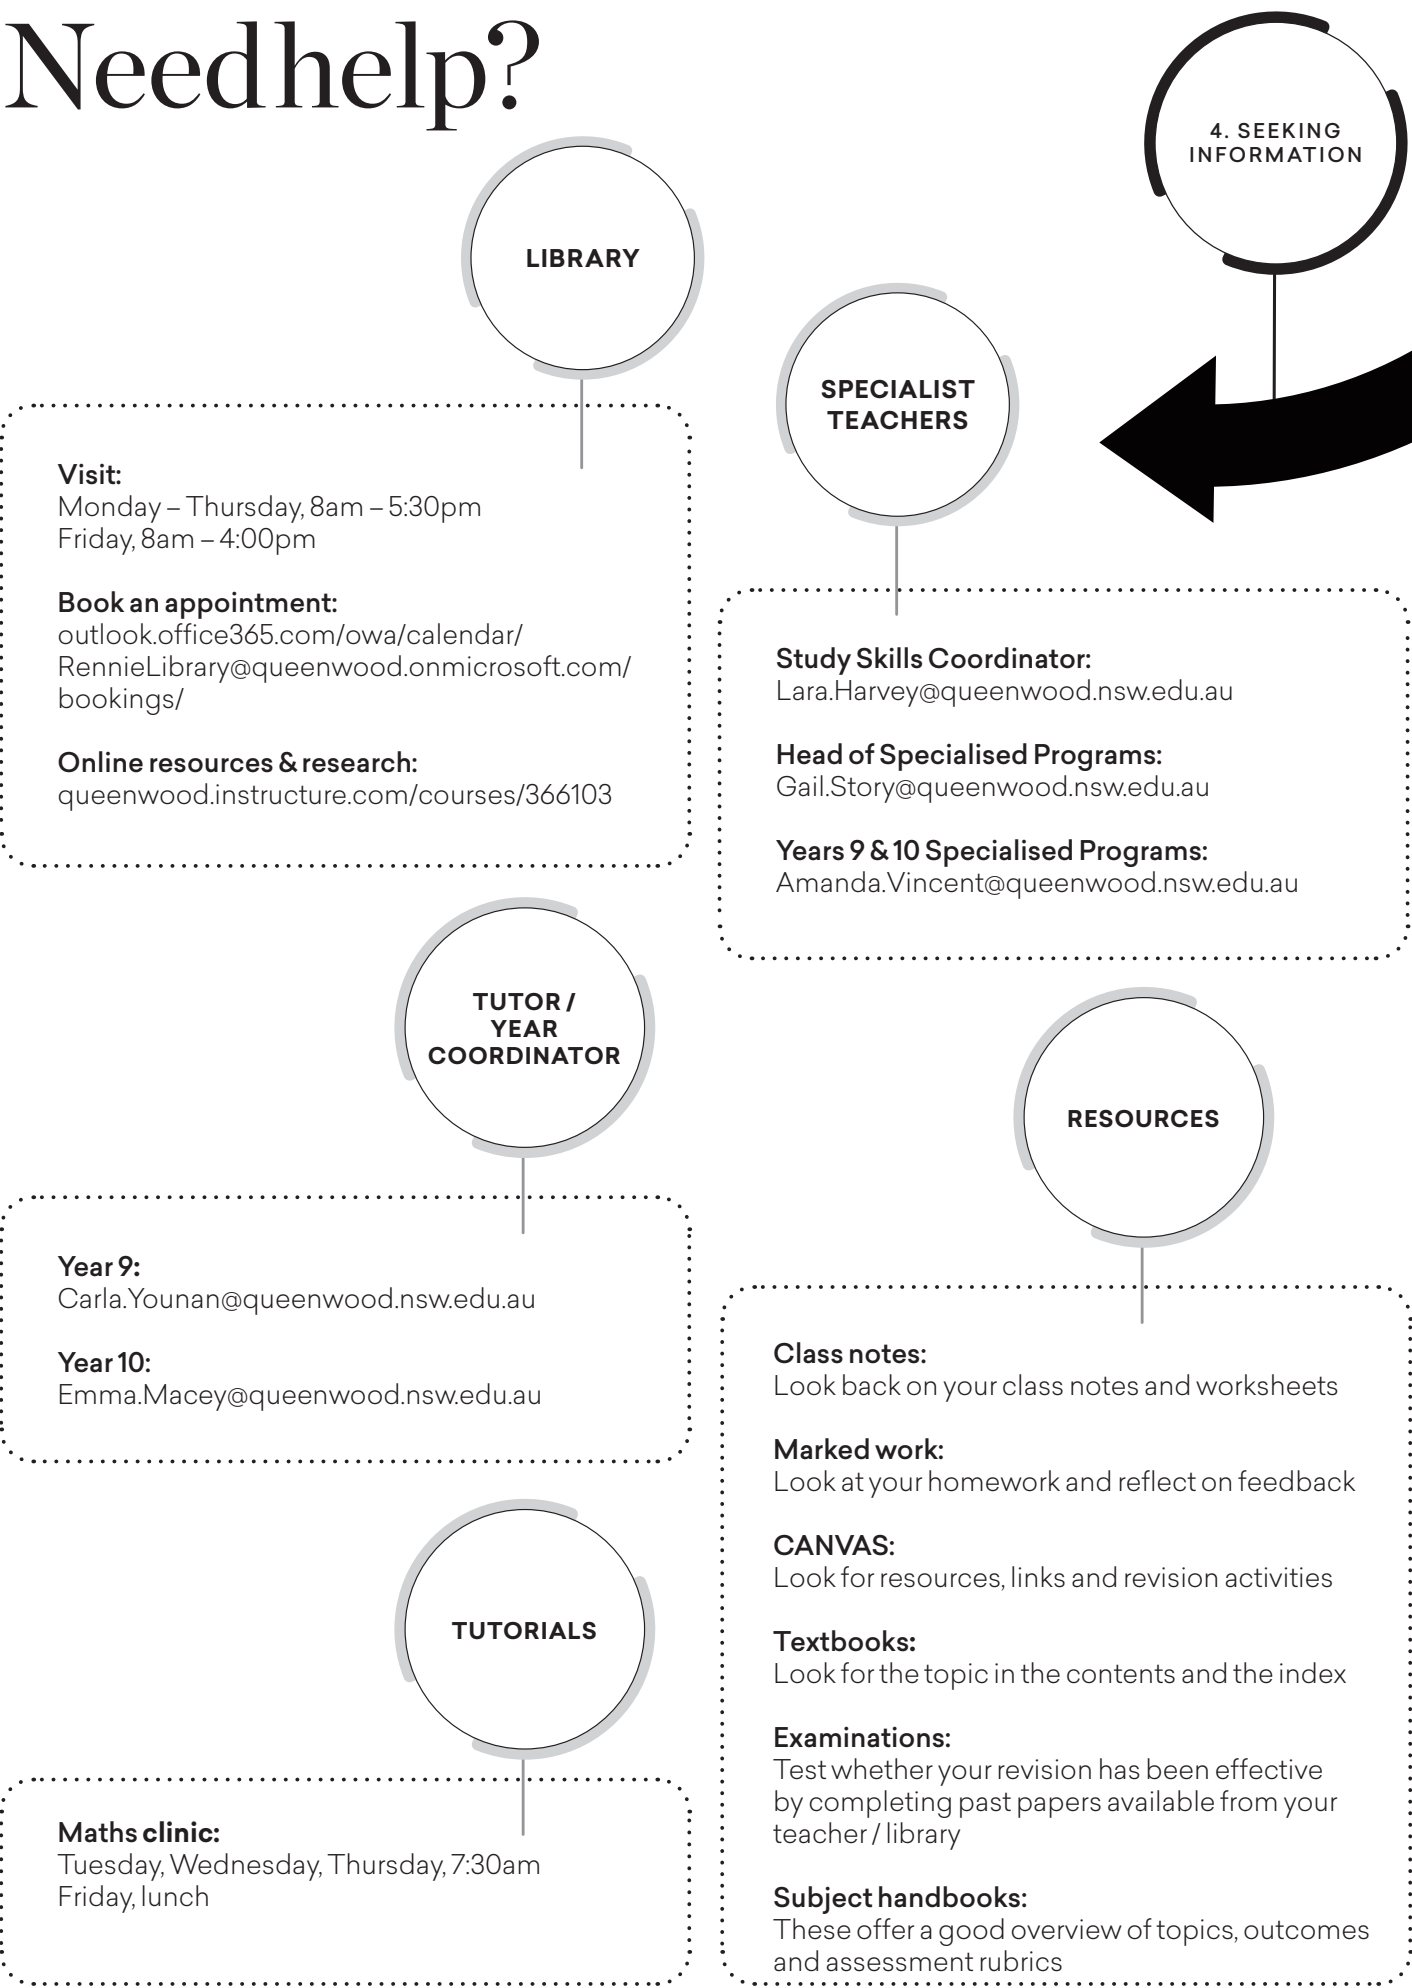 Need help?
4. SEEKING
INFORMATION
LIBRARY
Visit:
Monday – Thursday, 8am – 5:30pm
Friday, 8am – 4:00pm
Book an appointment:
outlook.office365.com/owa/calendar/
RennieLibrary@queenwood.onmicrosoft.com/
bookings/
Online resources & research:
queenwood.instructure.com/courses/366103
SPECIALIST
TEACHERS
Study Skills Coordinator:
Lara.Harvey@queenwood.nsw.edu.au
Head of Specialised Programs:
Gail.Story@queenwood.nsw.edu.au
Years 9 & 10 Specialised Programs:
Amanda.Vincent@queenwood.nsw.edu.au
TUTOR /
YEAR
COORDINATOR
Year 9:
Carla.Younan@queenwood.nsw.edu.au
Year 10:
Emma.Macey@queenwood.nsw.edu.au
TUTORIALS
Maths clinic:
Tuesday, Wednesday, Thursday, 7:30am
Friday, lunch
RESOURCES
Class notes:
Look back on your class notes and worksheets
Marked work:
Look at your homework and reflect on feedback
CANVAS:
Look for resources, links and revision activities
Textbooks:
Look for the topic in the contents and the index
Examinations:
Test whether your revision has been effective
by completing past papers available from your
teacher / library
Subject handbooks:
These offer a good overview of topics, outcomes
and assessment rubrics